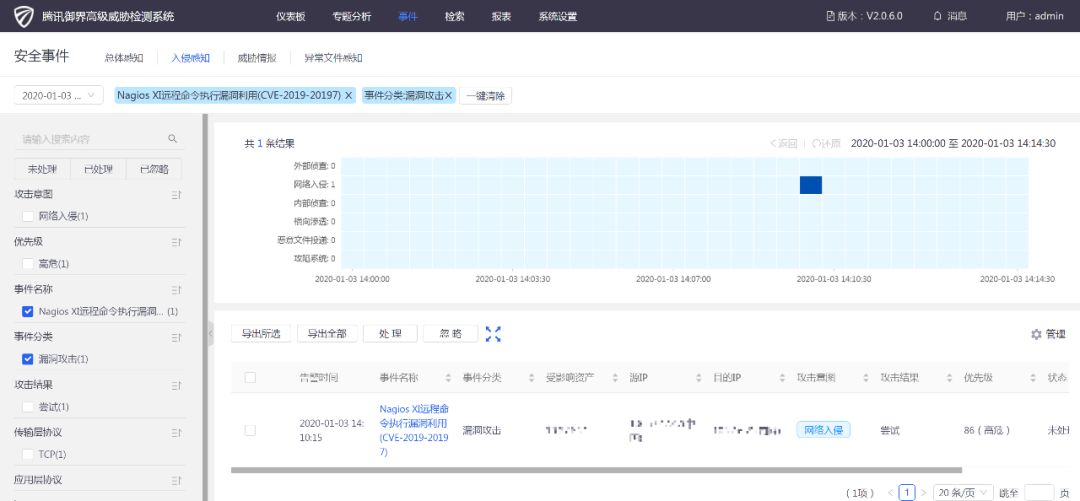 腾讯御界高级威胁检测系统 仪表板 专题分析 事件 检索 报表 系统设置 版本：V2.0.6.0 消息 用户：admin
安全事件 总体感知 入侵感知 威胁情报 异常文件感知
2020-01-03 ... Nagios XI远程命令执行漏洞利用(CVE-2019-20197) X 事件分类:漏洞攻击X 一键清除
请输入搜索内容
未处理 已处理 已忽略
攻击意图
网络入侵(1)
优先级
高危(1)
事件名称
Nagios XI远程命令执行漏洞... (1)
事件分类
漏洞攻击(1)
攻击结果
尝试(1)
传输层协议
TCP(1)
应用层协议
共 1 条结果 返回 还原 2020-01-03 14:00:00 至 2020-01-03 14:14:30
外部侦查: 0
网络入侵: 1
内部侦查: 0
横向渗透: 0
恶意文件投递: 0
攻陷系统: 0
2020-01-03 14:00:00 2020-01-03 14:03:30 2020-01-03 14:07:00 2020-01-03 14:10:30 2020-01-03 14:14:30
导出所选 导出全部 处 理 忽 略 管理
告警时间 事件名称 事件分类 受影响资产 源IP 目的IP 攻击意图 攻击结果 优先级 状态
2020-01-03 14:
10:15
Nagios XI远程命
令执行漏洞利用
(CVE-2019-2019
7)
漏洞攻击 网络入侵 尝试 86（高危） 未处
（1项） < 1 > 20 条/页 跳至 页